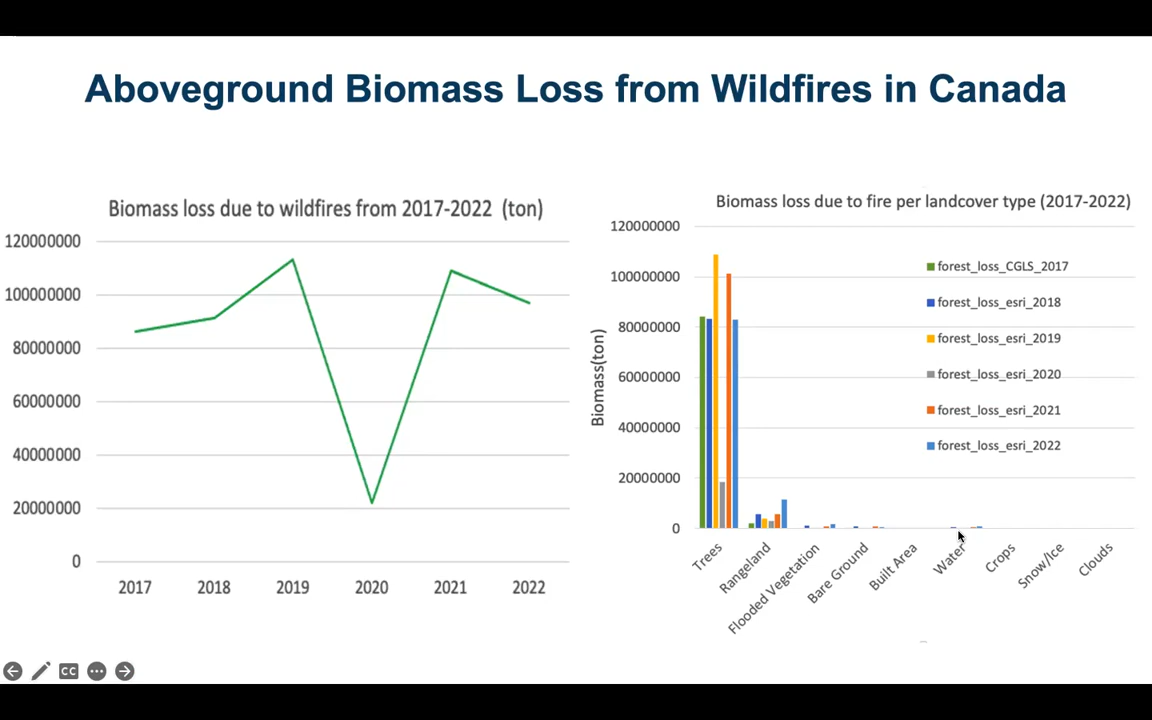 Aboveground Biomass Loss from Wildfires in Canada
Biomass loss due to wildfires from 2017-2022 (ton)
120000000
100000000
80000000
60000000
40000000
20000000
0
2017 2018 2019 2020 2021 2022
Biomass loss due to fire per landcover type (2017-2022)
Biomass(ton)
120000000
100000000
80000000
60000000
40000000
20000000
0
forest_loss_CGLS_2017
forest_loss_esri_2018
forest_loss_esri_2019
forest_loss_esri_2020
forest_loss_esri_2021
forest_loss_esri_2022
Trees
Rangeland
Flooded Vegetation
Bare Ground
Built Area
Water
Crops
Snow/Ice
Clouds
CC